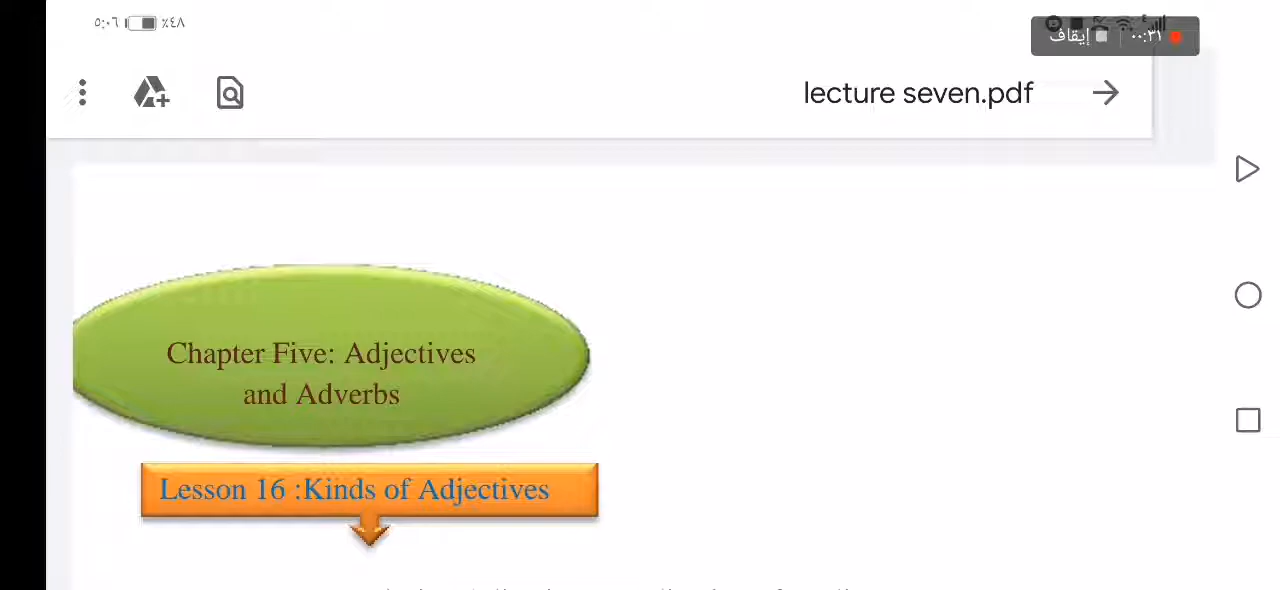 ٥:٠٦ ٪٤٨
إيقاف ٠٠:٣١
lecture seven.pdf
Chapter Five: Adjectives
and Adverbs
Lesson 16 :Kinds of Adjectives